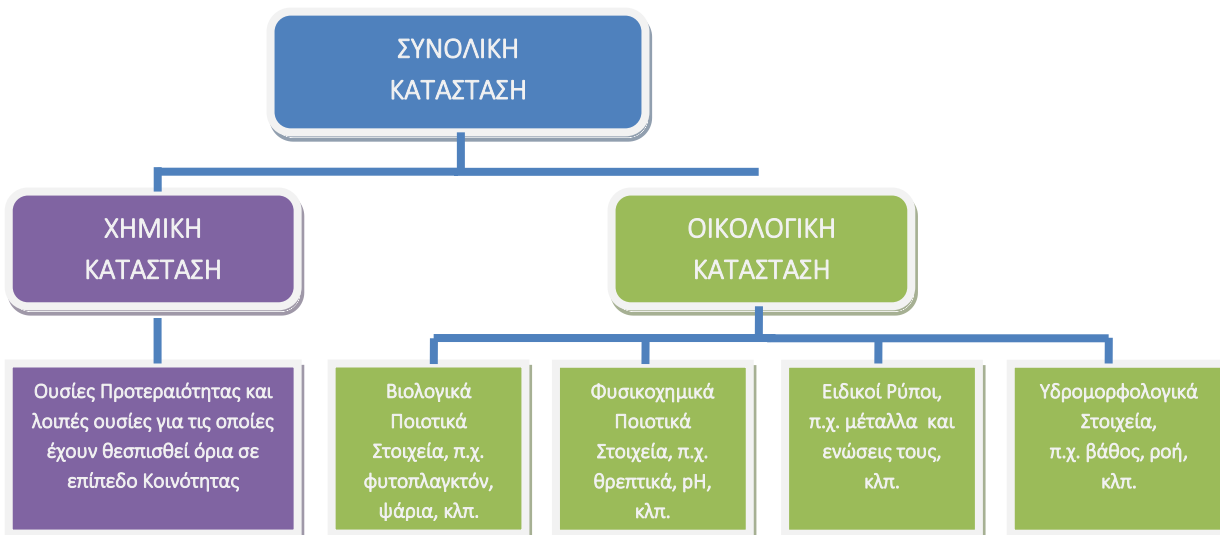 ΣΥΝΟΛΙΚΗ
ΚΑΤΑΣΤΑΣΗ
ΧΗΜΙΚΗ
ΚΑΤΑΣΤΑΣΗ
ΟΙΚΟΛΟΓΙΚΗ
ΚΑΤΑΣΤΑΣΗ
Ουσίες Προτεραιότητας και
λοιπές ουσίες για τις οποίες
έχουν θεσπισθεί όρια σε
επίπεδο Κοινότητας
Βιολογικά
Ποιοτικά
Στοιχεία, π.χ.
φυτοπλαγκτόν,
ψάρια, κλπ.
Φυσικοχημικά
Ποιοτικά
Στοιχεία, π.χ.
θρεπτικά, pH,
κλπ.
Ειδικοί Ρύποι,
π.χ. μέταλλα και
ενώσεις τους,
κλπ.
Υδρομορφολογικά
Στοιχεία,
π.χ. βάθος, ροή,
κλπ.